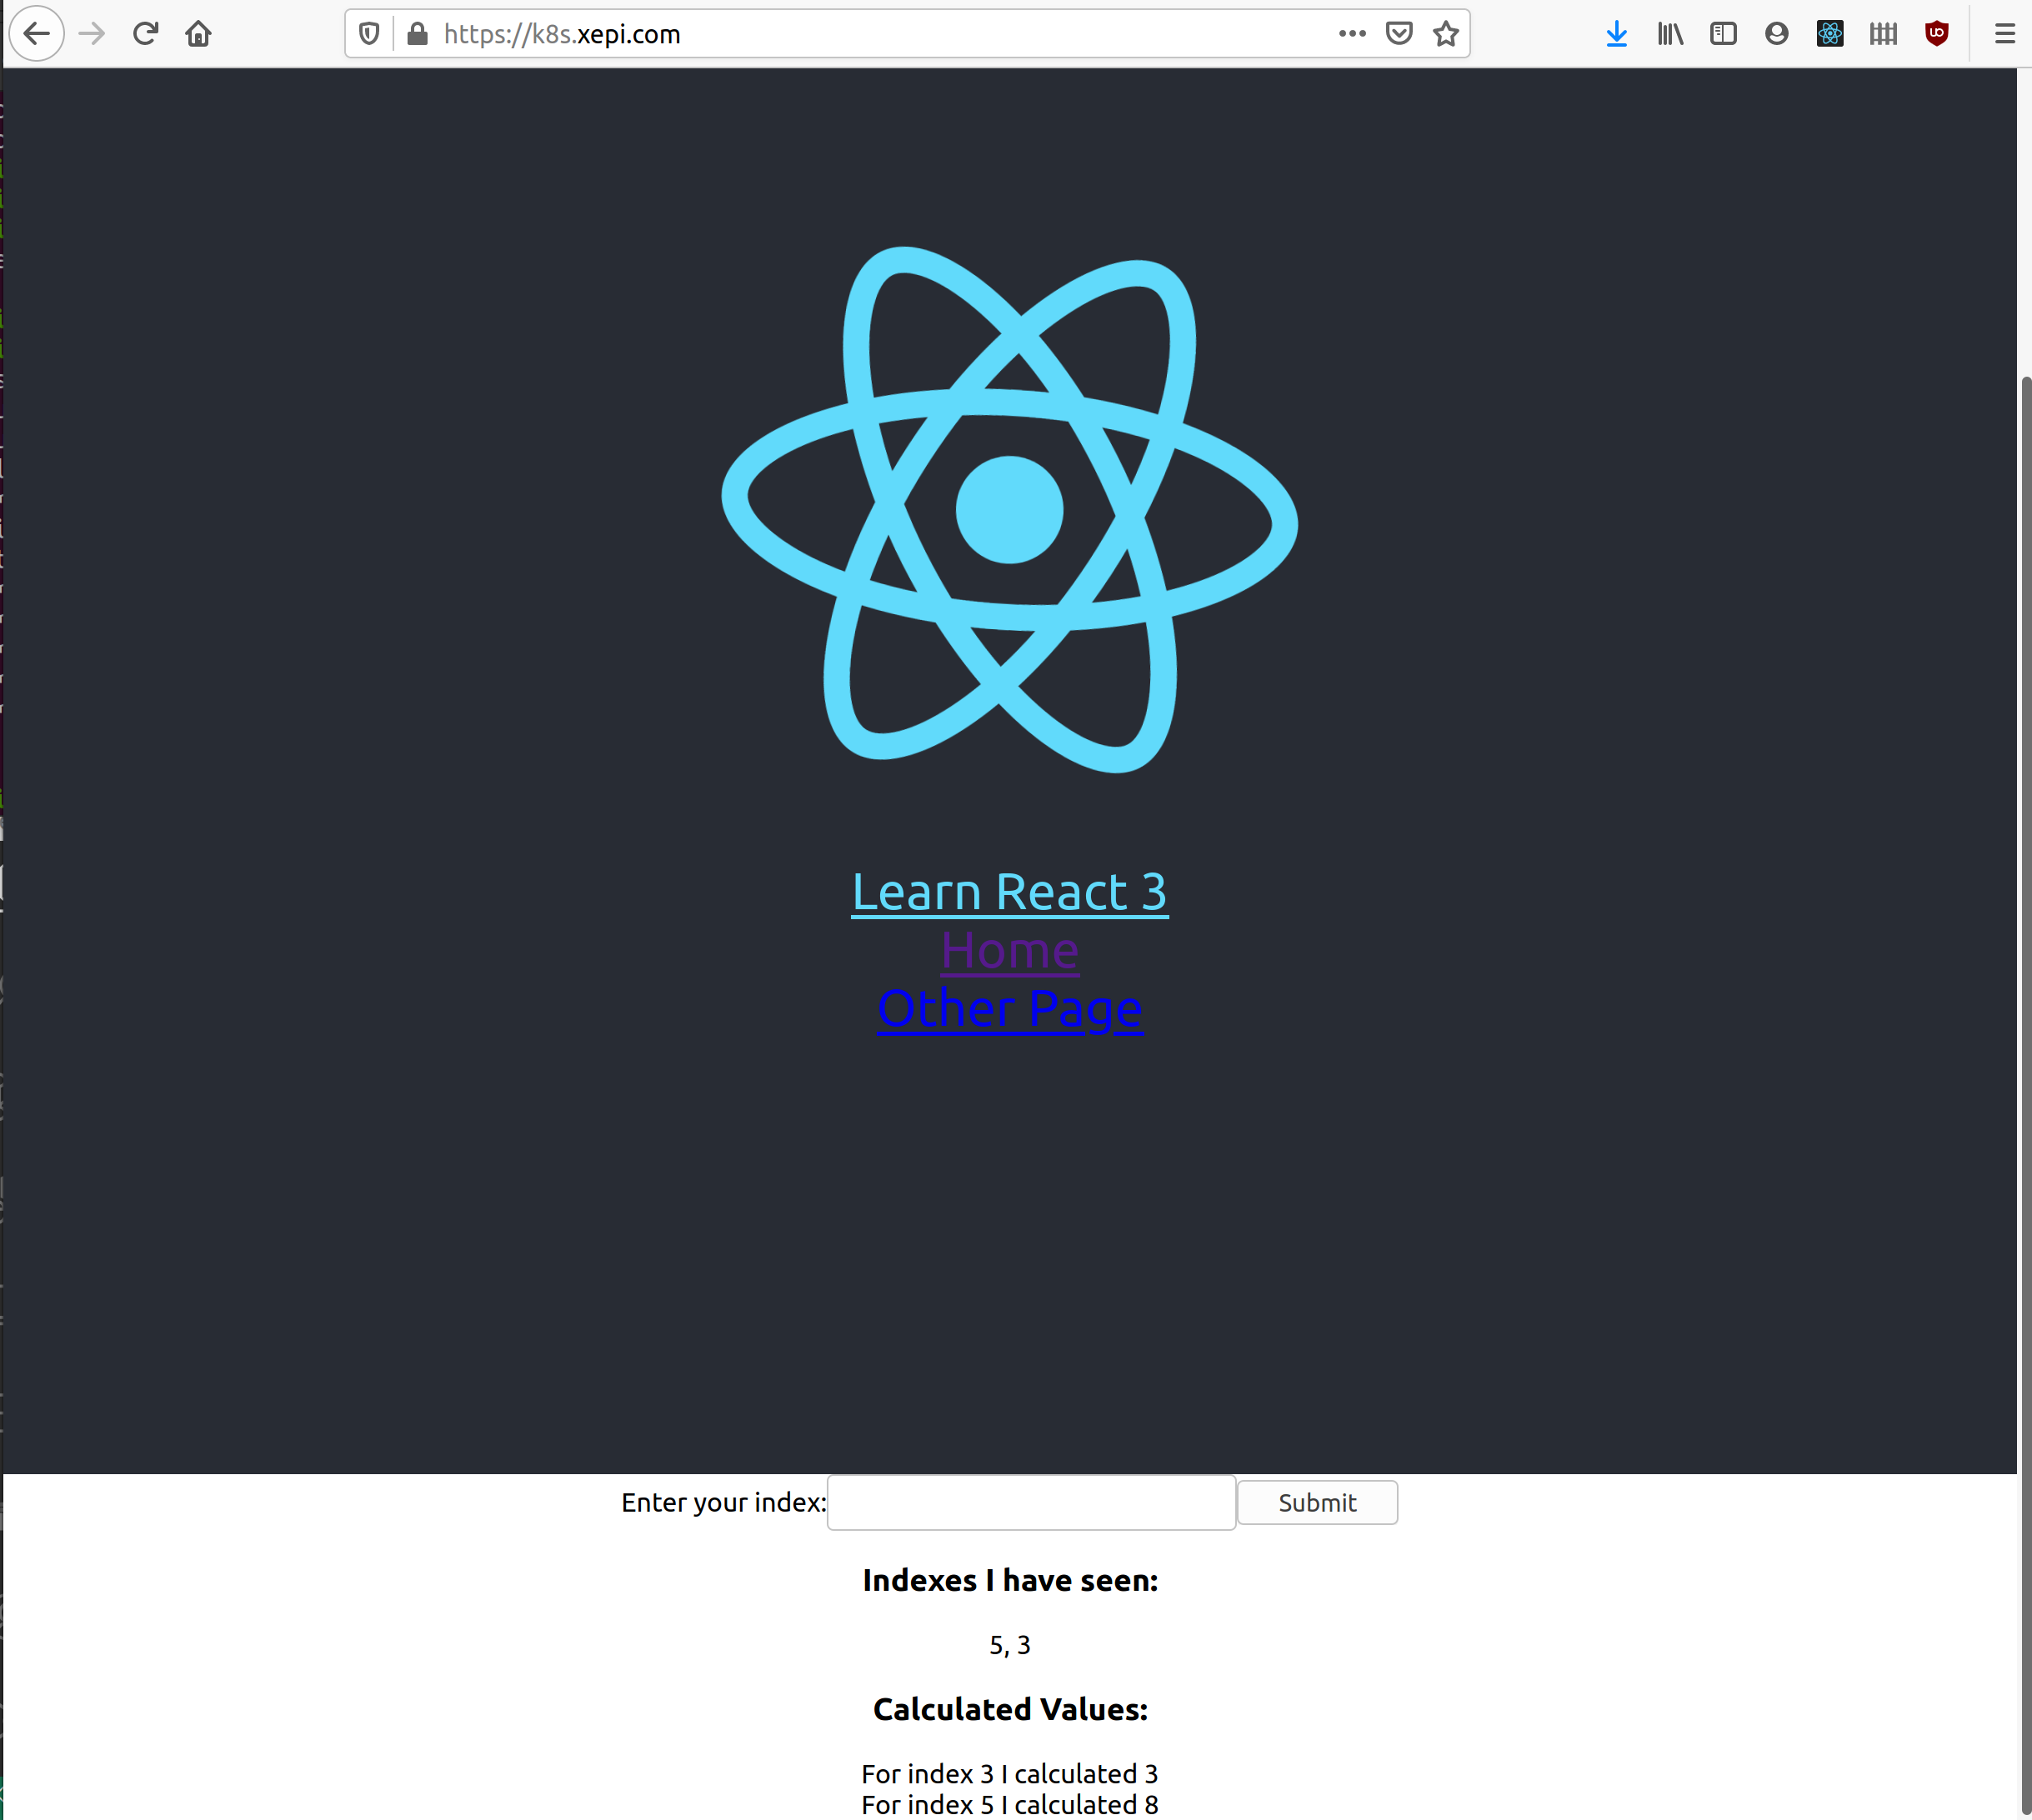 https://k8s.xepi.com
Learn React 3
Home
Other Page
Enter your index: Submit
Indexes I have seen:
5, 3
Calculated Values:
For index 3 I calculated 3
For index 5 I calculated 8